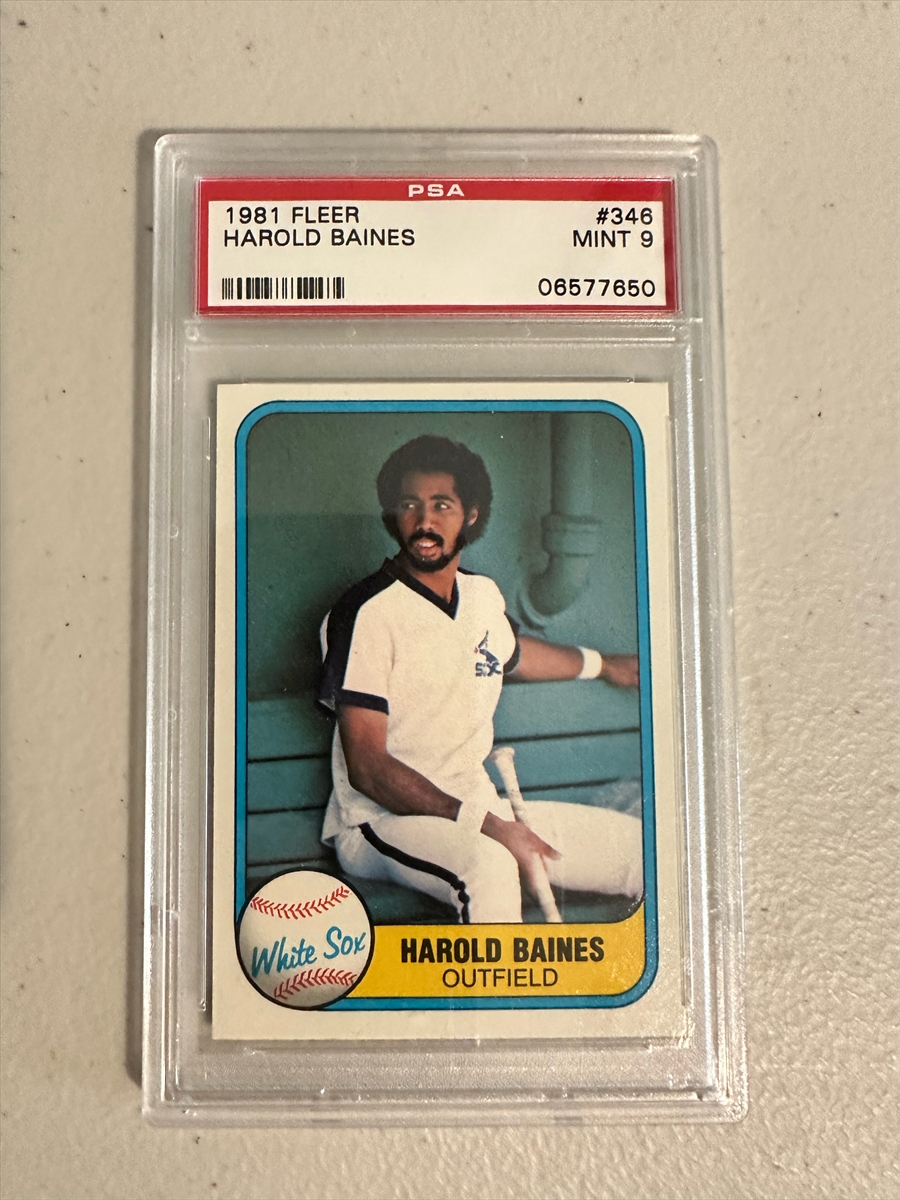 PSA
1981 FLEER #346
HAROLD BAINES MINT 9
06577650
SOX
White Sox
HAROLD BAINES
OUTFIELD